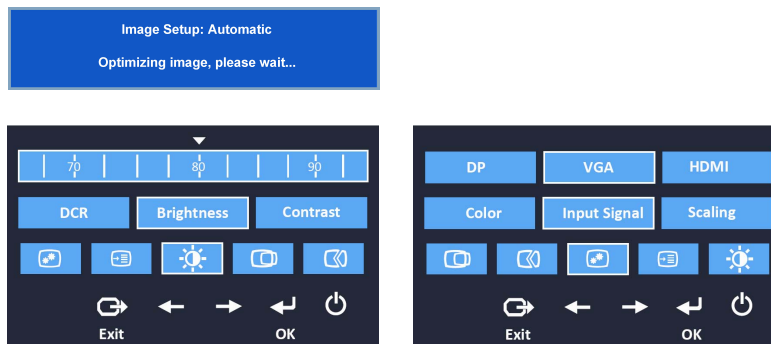 Image Setup: Automatic
Optimizing image, please wait...
70 80 90
DCR Brightness Contrast
Exit OK
DP VGA HDMI
Color Input Signal Scaling
Exit OK